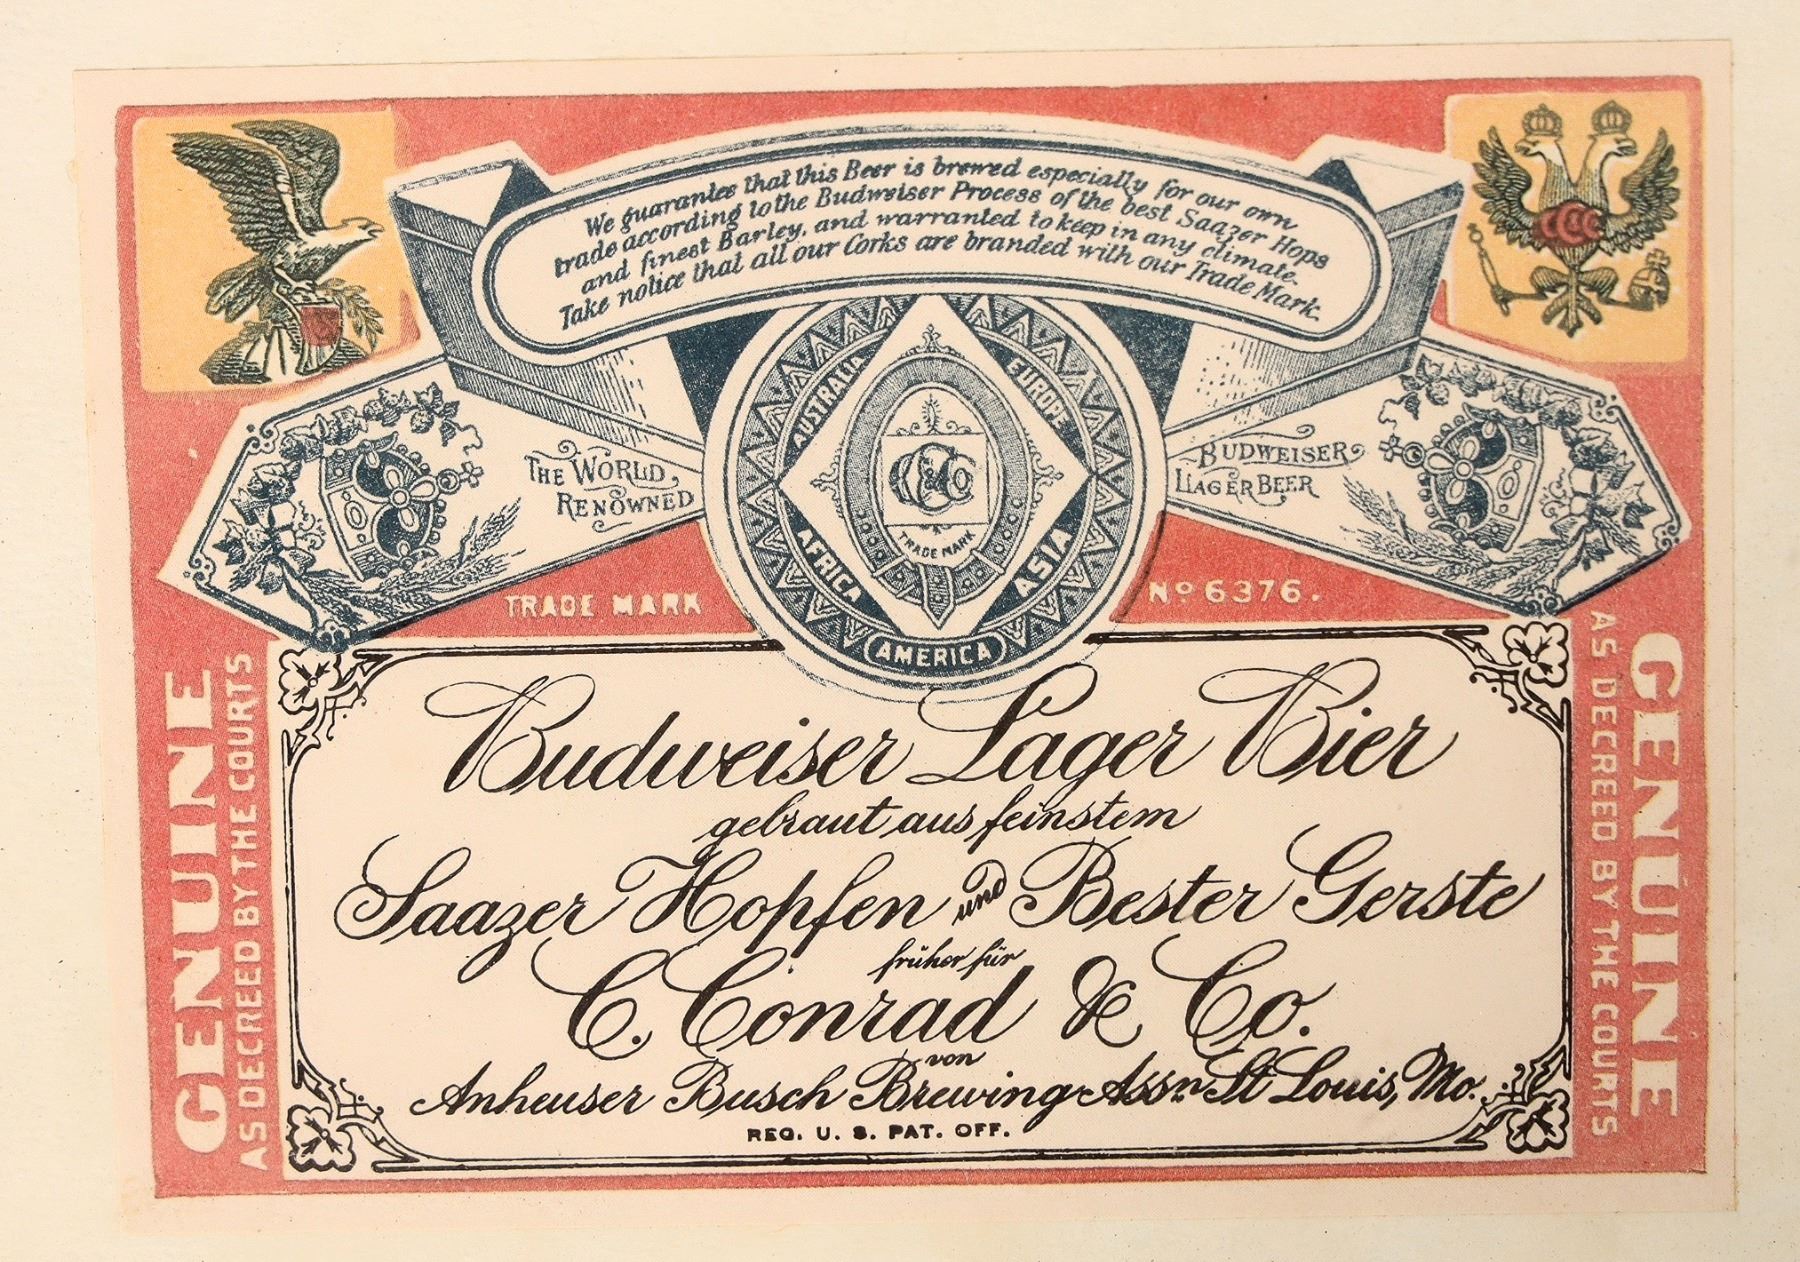 We guarantee that this Beer is brewed especially for our own
trade according to the Budweiser Process of the best Saazer Hops
and finest Barley, and warranted to keep in any climate.
Take notice that all our Corks are branded with our Trade Mark.
CCC
AUSTRALIA
EUROPE
C&Co
TRADE MARK
AFRICA
ASIA
AMERICA
THE WORLD
RENOWNED
BUDWEISER
LAGER BEER
TRADE MARK
No 6376.
GENUINE
AS DECREED BY THE COURTS
Budweiser Lager Bier
gebraut aus feinstem
Saazer Hopfen und Bester Gerste
früher für
C. Conrad & Co.
von
Anheuser Busch Brewing Assn. St Louis, Mo.
REG. U. S. PAT. OFF.
GENUINE
AS DECREED BY THE COURTS